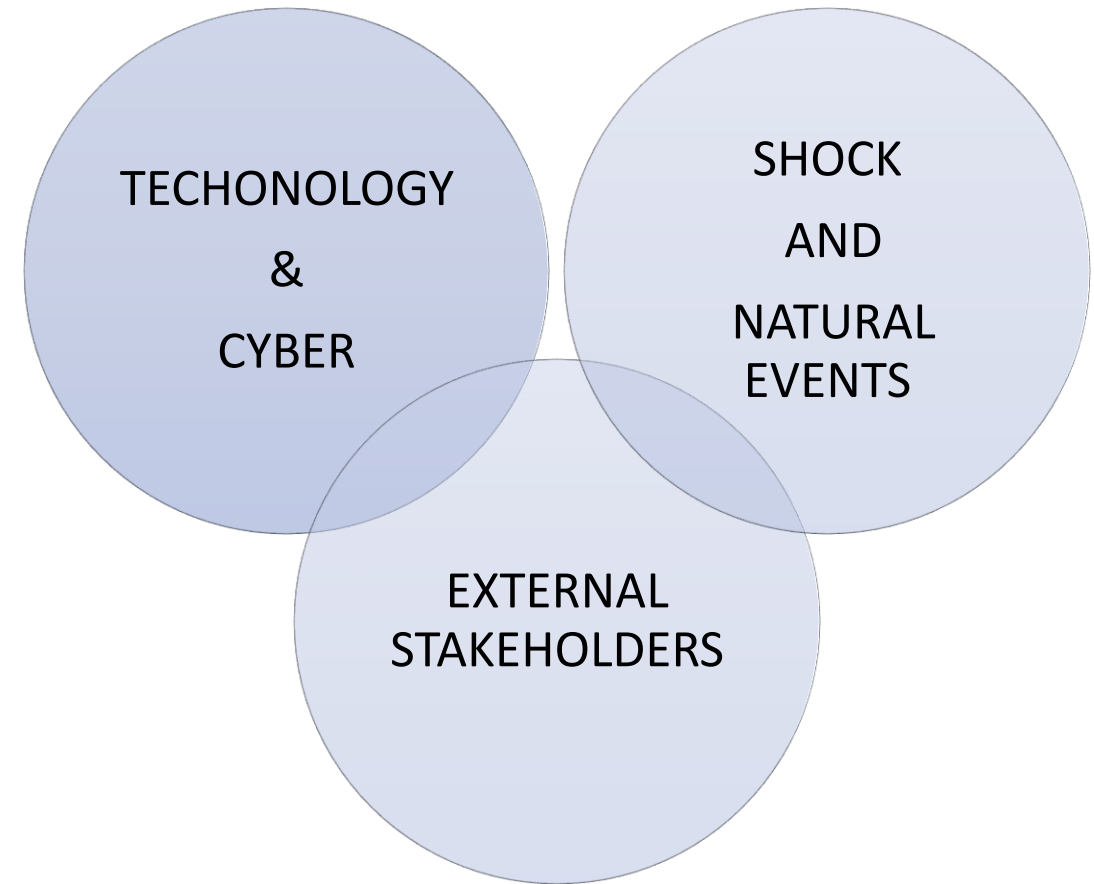 TECHONOLOGY
&
CYBER
SHOCK
AND
NATURAL
EVENTS
EXTERNAL
STAKEHOLDERS